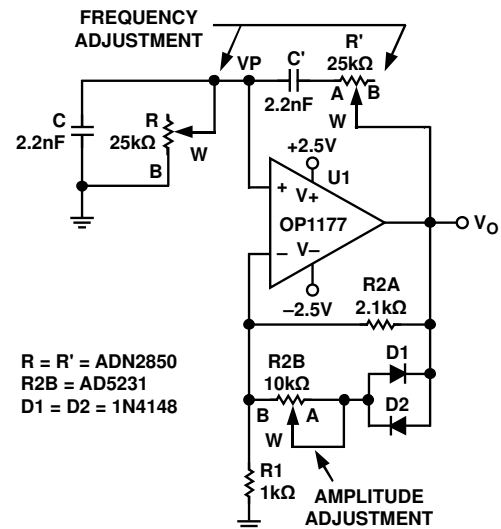 FREQUENCY
ADJUSTMENT
VP
C'
2.2nF
R'
25kΩ
A
B
W
C
2.2nF
R
25kΩ
B
W
+2.5V
U1
+
V+
OP1177
–
V–
–2.5V
VO
R2A
2.1kΩ
R = R' = ADN2850
R2B = AD5231
D1 = D2 = 1N4148
R2B
10kΩ
B
A
W
D1
D2
R1
1kΩ
AMPLITUDE
ADJUSTMENT